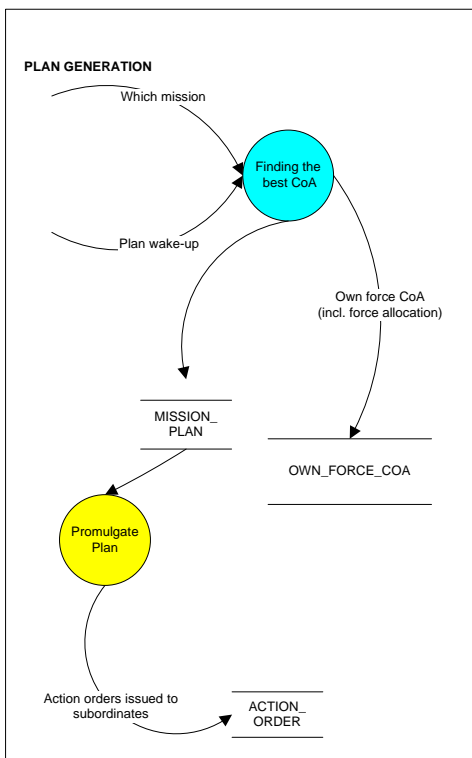 PLAN GENERATION
Which mission
Finding the
best CoA
Plan wake-up
Own force CoA
(incl. force allocation)
MISSION_
PLAN
OWN_FORCE_COA
Promulgate
Plan
Action orders issued to
subordinates
ACTION_
ORDER